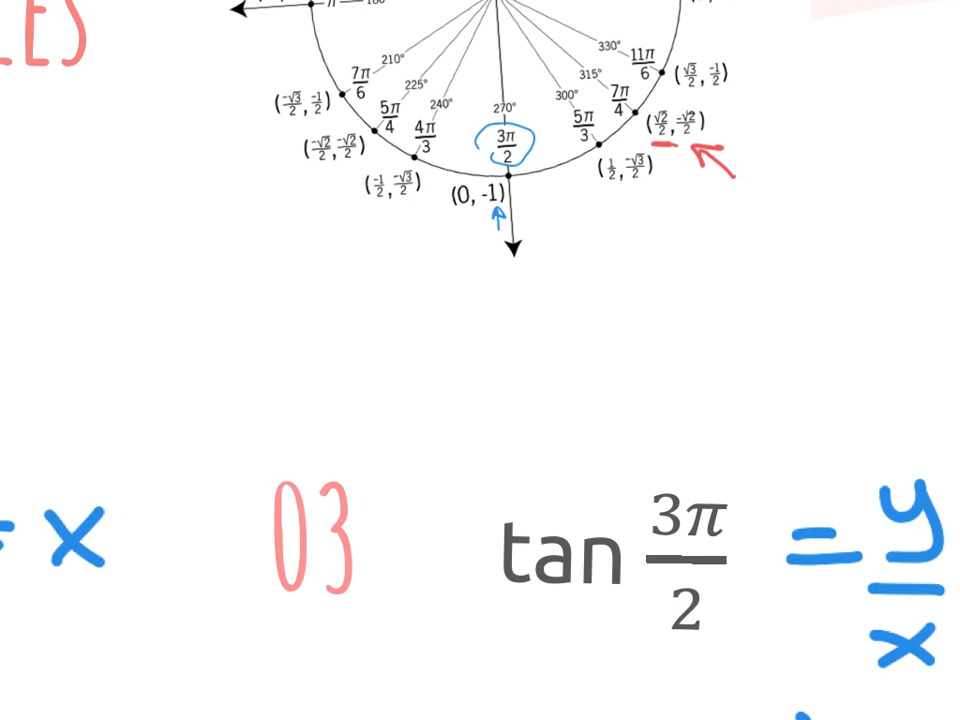 LES
π 180°
210° 7π/6 (-√3/2, -1/2)
225° 5π/4 (-√2/2, -√2/2)
240° 4π/3 (-1/2, -√3/2)
270° 3π/2 (0, -1)
300° 5π/3 (1/2, -√3/2)
315° 7π/4 (√2/2, -√2/2)
330° 11π/6 (√3/2, -1/2)
= x
03
tan 3π/2 = y/x